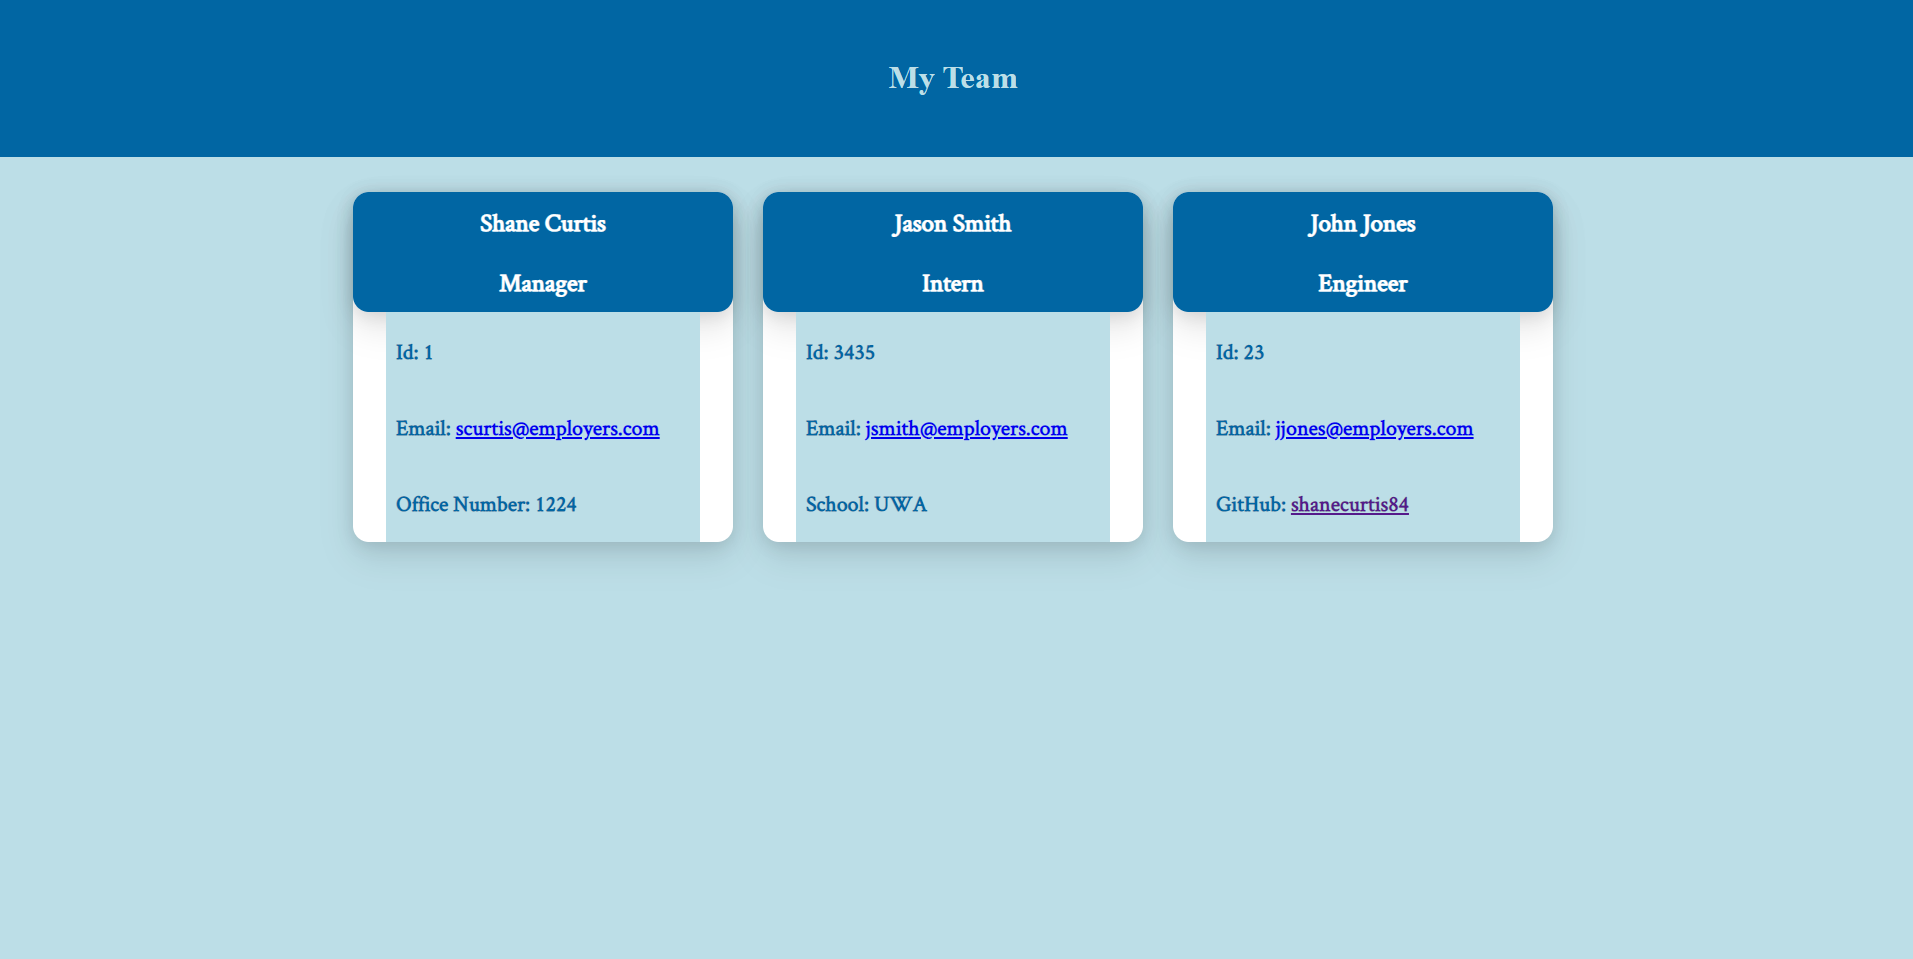 My Team
Shane Curtis
Manager
Id: 1
Email: scurtis@employers.com
Office Number: 1224
Jason Smith
Intern
Id: 3435
Email: jsmith@employers.com
School: UWA
John Jones
Engineer
Id: 23
Email: jjones@employers.com
GitHub: shanecurtis84